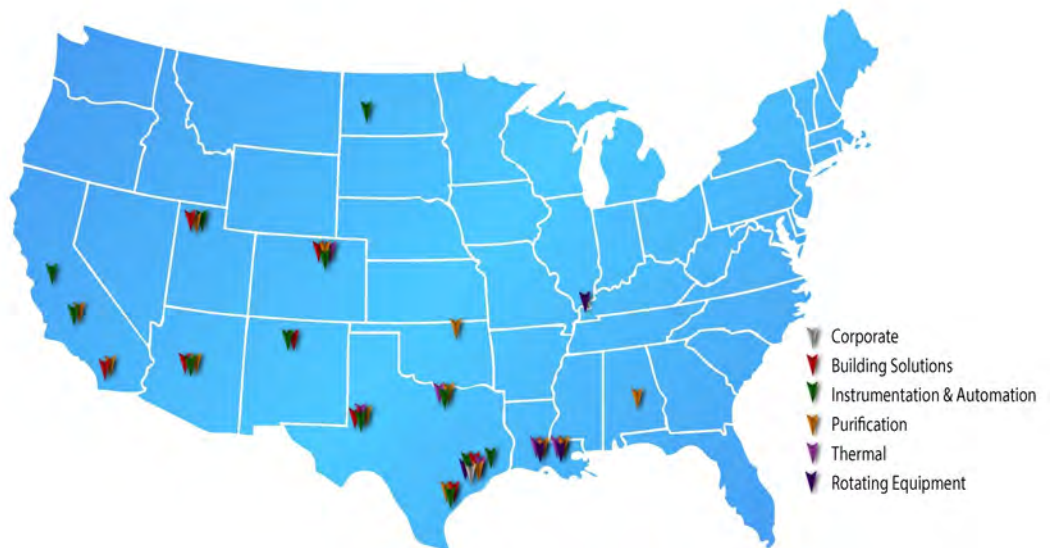 Corporate
Building Solutions
Instrumentation & Automation
Purification
Thermal
Rotating Equipment